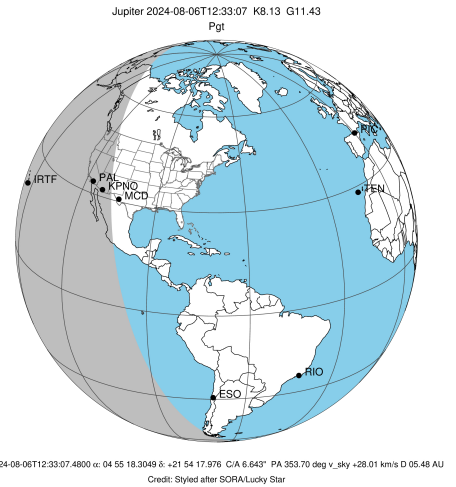 Jupiter 2024-08-06T12:33:07 K8.13 G11.43
Pgt
PIC
IRTF
PAL
KPNO
MCD
TEN
RIO
ESO
24-08-06T12:33:07.4800 α: 04 55 18.3049 δ: +21 54 17.976 C/A 6.643" PA 353.70 deg v_sky +28.01 km/s D 05.48 AU
Credit: Styled after SORA/Lucky Star